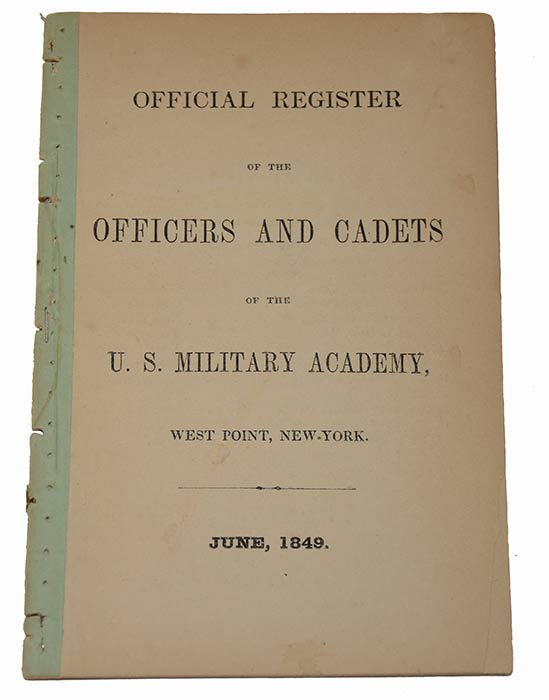 OFFICIAL REGISTER
OF THE
OFFICERS AND CADETS
OF THE
U. S. MILITARY ACADEMY,
WEST POINT, NEW-YORK.
JUNE, 1849.